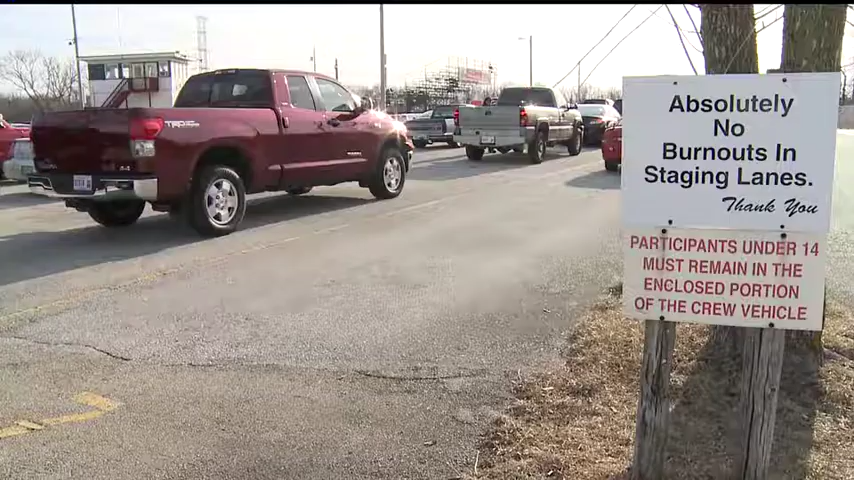 Absolutely
No
Burnouts In
Staging Lanes.
Thank You
PARTICIPANTS UNDER 14
MUST REMAIN IN THE
ENCLOSED PORTION
OF THE CREW VEHICLE
TRD